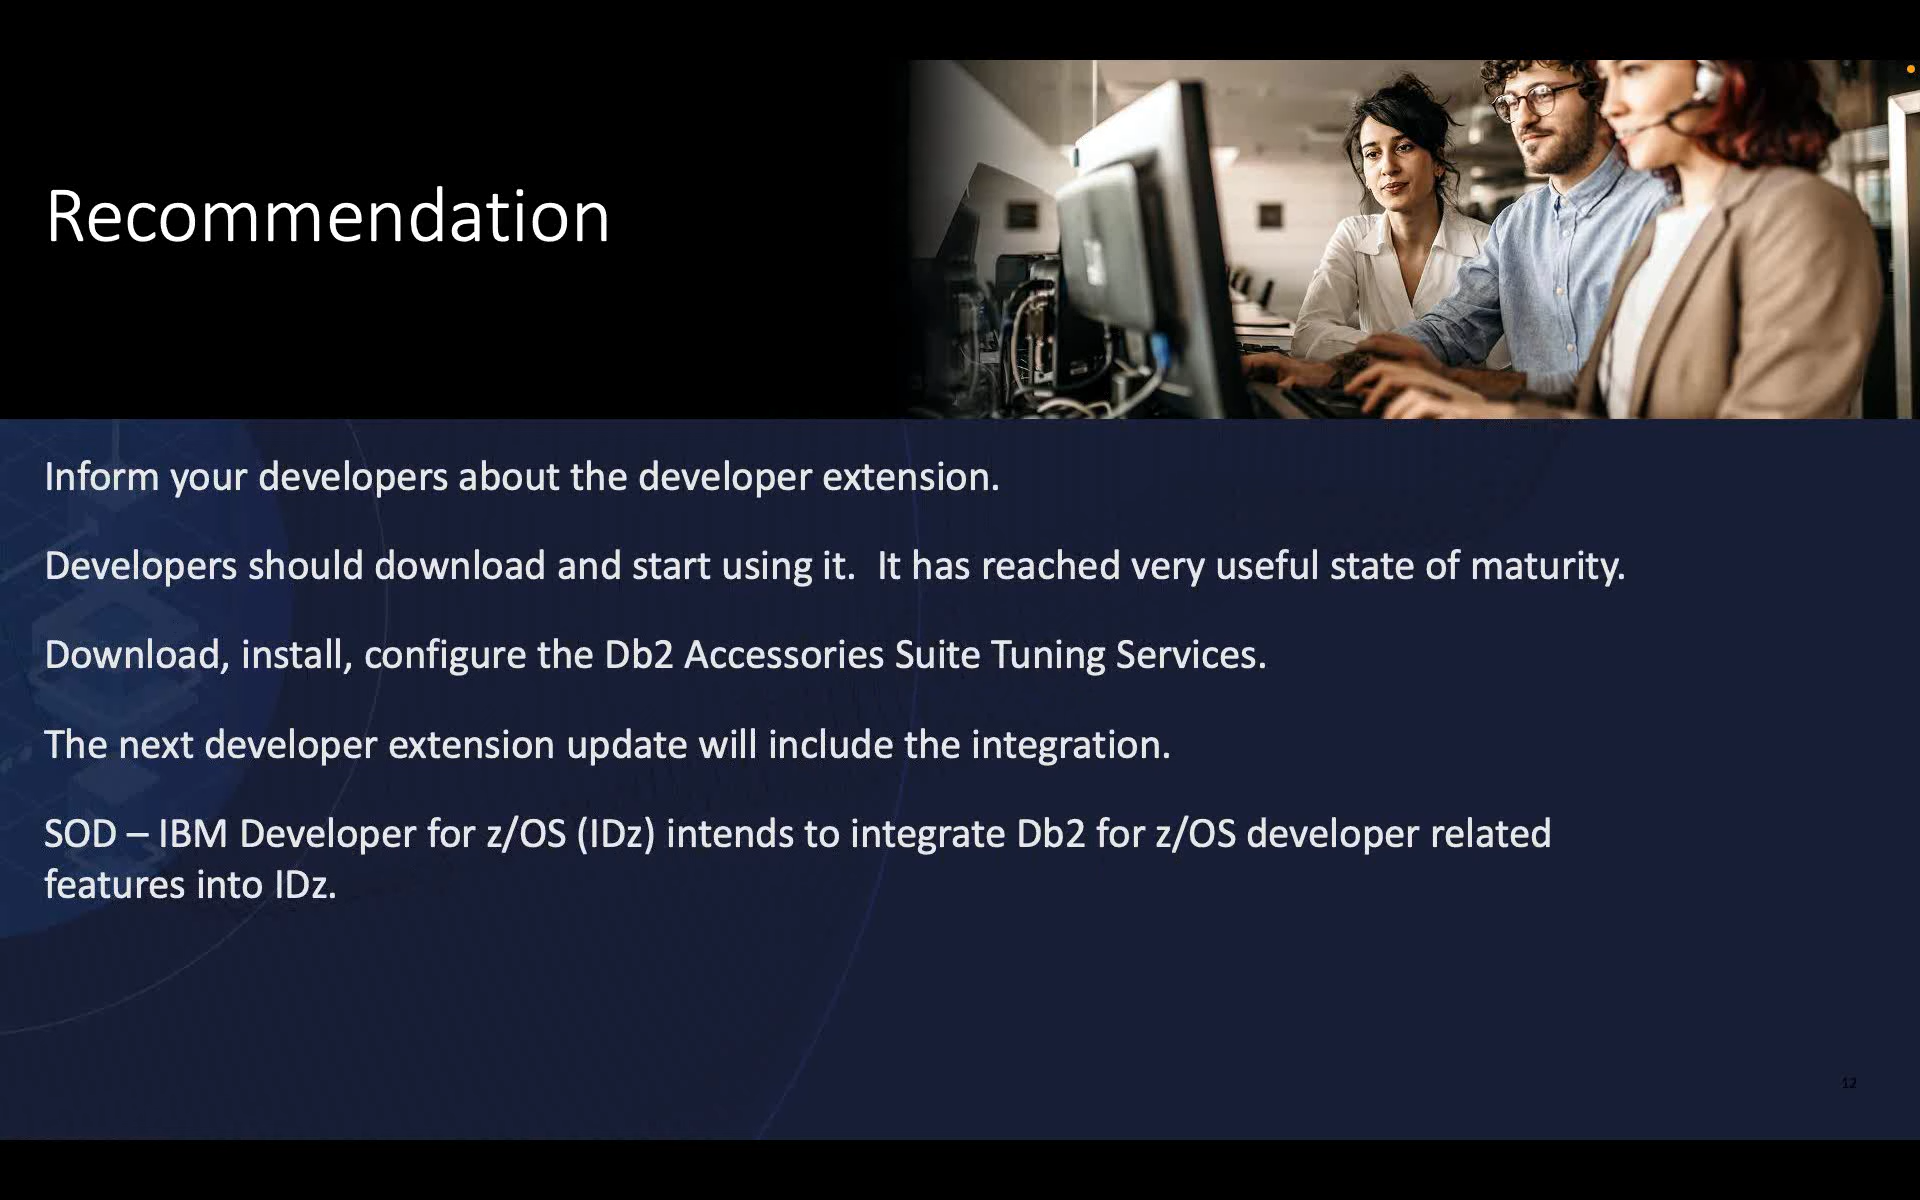 Recommendation
Inform your developers about the developer extension.
Developers should download and start using it.  It has reached very useful state of maturity.
Download, install, configure the Db2 Accessories Suite Tuning Services.
The next developer extension update will include the integration.
SOD – IBM Developer for z/OS (IDz) intends to integrate Db2 for z/OS developer related
features into IDz.
12